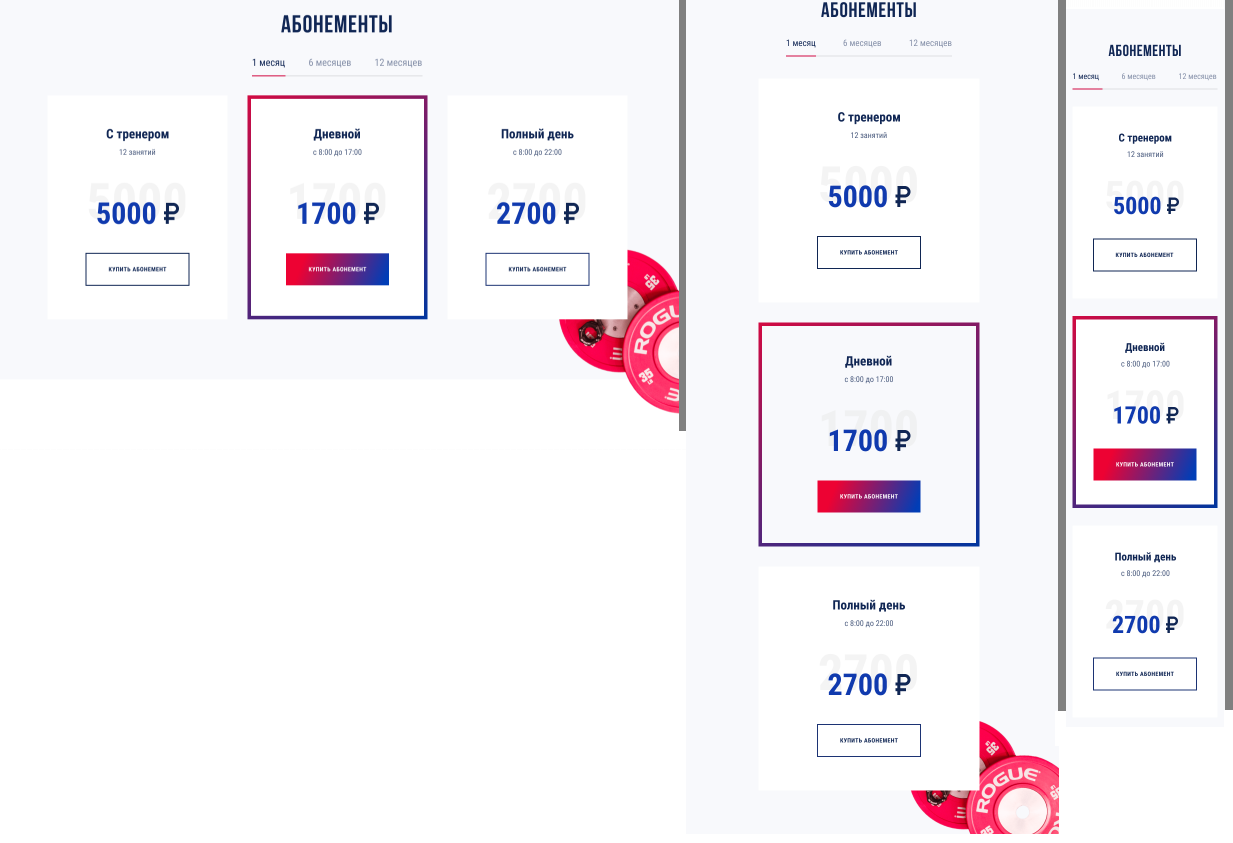 АБОНЕМЕНТЫ
1 месяц 6 месяцев 12 месяцев
С тренером
12 занятий
5000
5000 ₽
КУПИТЬ АБОНЕМЕНТ
Дневной
с 8:00 до 17:00
1700
1700 ₽
КУПИТЬ АБОНЕМЕНТ
Полный день
с 8:00 до 22:00
2700
2700 ₽
КУПИТЬ АБОНЕМЕНТ
35
ROGUE
35
АБОНЕМЕНТЫ
1 месяц 6 месяцев 12 месяцев
С тренером
12 занятий
5000
5000 ₽
КУПИТЬ АБОНЕМЕНТ
Дневной
с 8:00 до 17:00
1700
1700 ₽
КУПИТЬ АБОНЕМЕНТ
Полный день
с 8:00 до 22:00
2700
2700 ₽
КУПИТЬ АБОНЕМЕНТ
35
ROGUE
АБОНЕМЕНТЫ
1 месяц 6 месяцев 12 месяцев
С тренером
12 занятий
5000
5000 ₽
КУПИТЬ АБОНЕМЕНТ
Дневной
с 8:00 до 17:00
1700
1700 ₽
КУПИТЬ АБОНЕМЕНТ
Полный день
с 8:00 до 22:00
2700
2700 ₽
КУПИТЬ АБОНЕМЕНТ